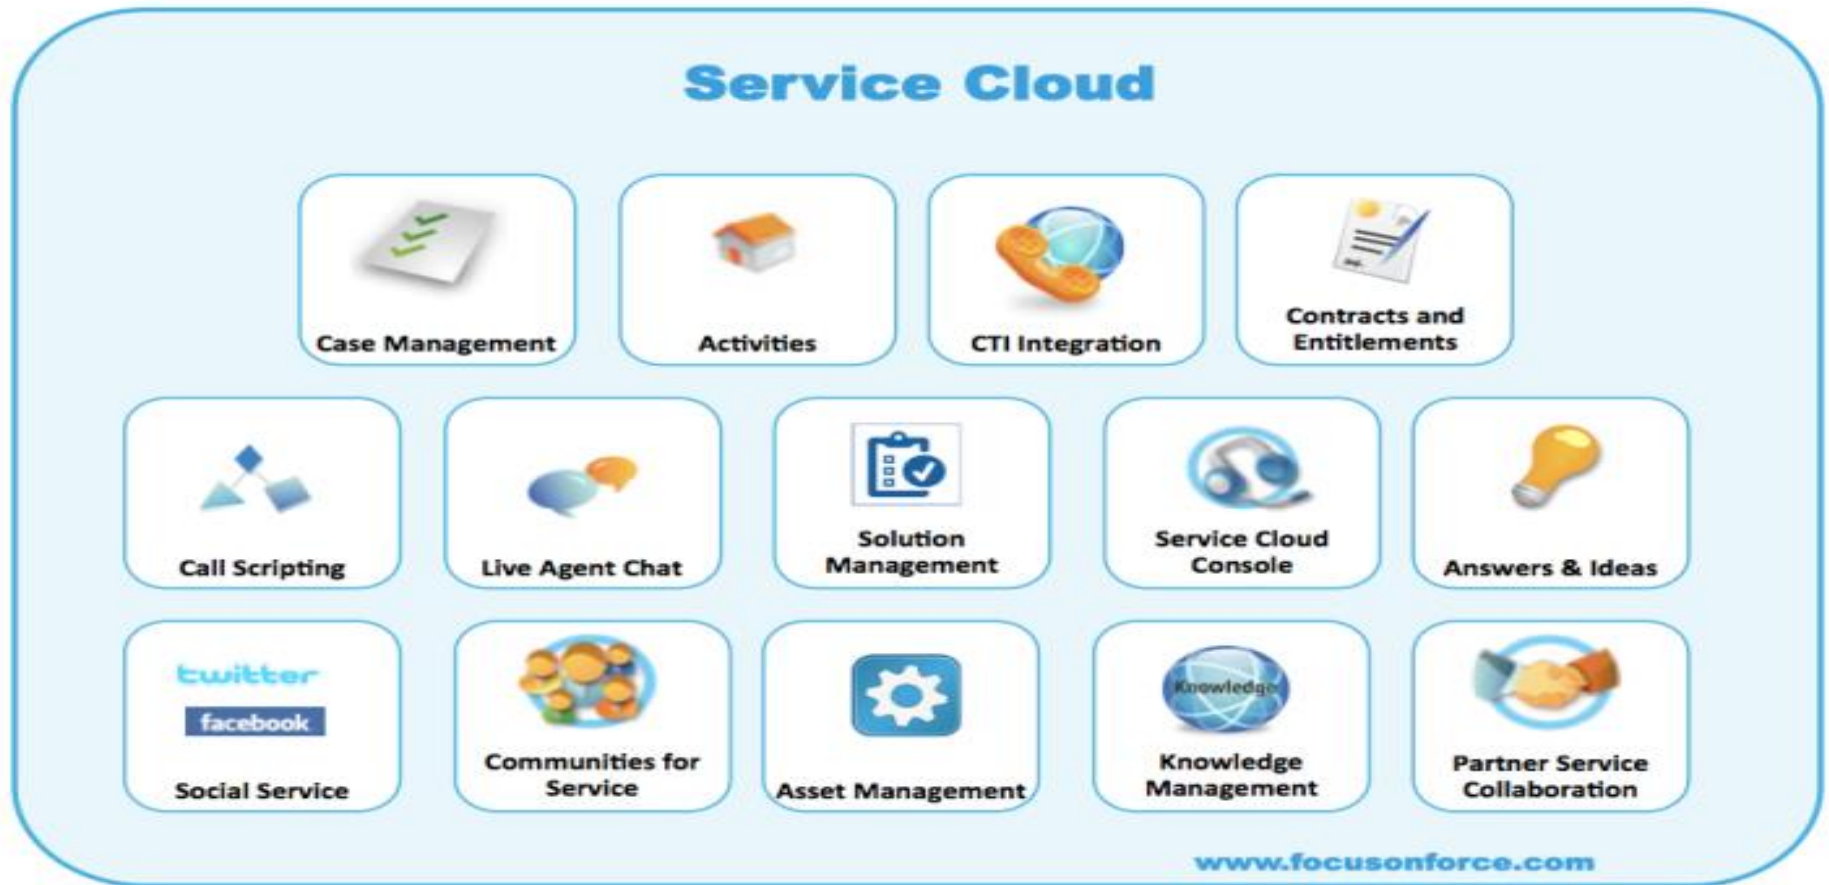 Service Cloud
Case Management
Activities
CTI Integration
Contracts and
Entitlements
Call Scripting
Live Agent Chat
Solution
Management
Service Cloud
Console
Answers & Ideas
twitter
facebook
Social Service
Communities for
Service
Asset Management
Knowledge
Knowledge
Management
Partner Service
Collaboration
www.focusonforce.com